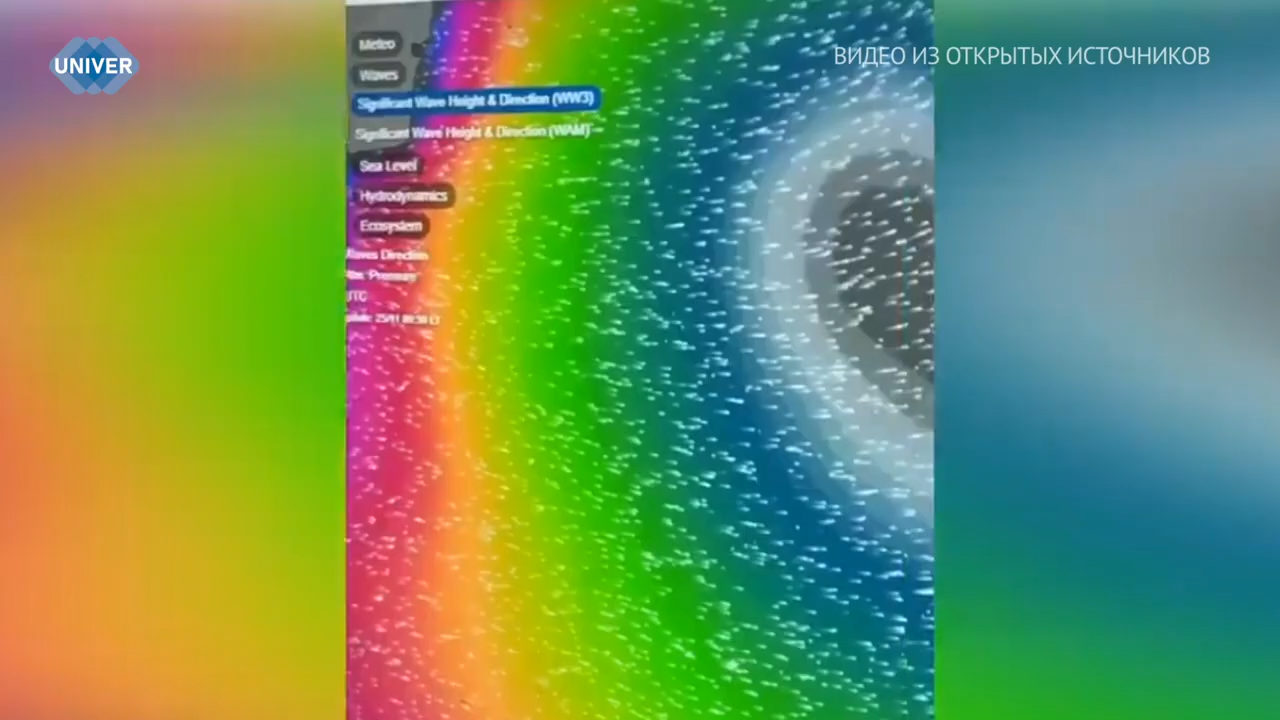 UNIVER
ВИДЕО ИЗ ОТКРЫТЫХ ИСТОЧНИКОВ
Meteo
Waves
Significant Wave Height & Direction (WW3)
Significant Wave Height & Direction (WAM)
Sea Level
Hydrodynamics
Ecosystem
Direction
UTC